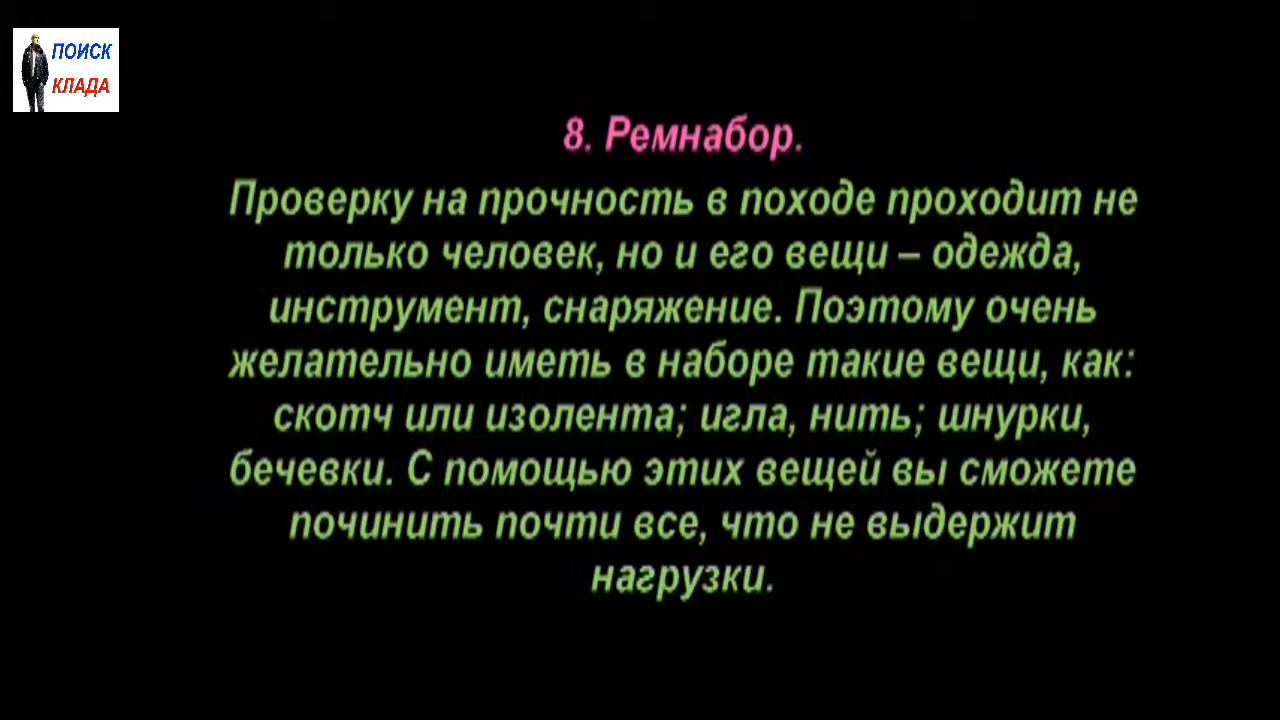 ПОИСК
КЛАДА
8. Ремнабор.
Проверку на прочность в походе проходит не
только человек, но и его вещи – одежда,
инструмент, снаряжение. Поэтому очень
желательно иметь в наборе такие вещи, как:
скотч или изолента; игла, нить; шнурки,
бечевки. С помощью этих вещей вы сможете
починить почти все, что не выдержит
нагрузки.